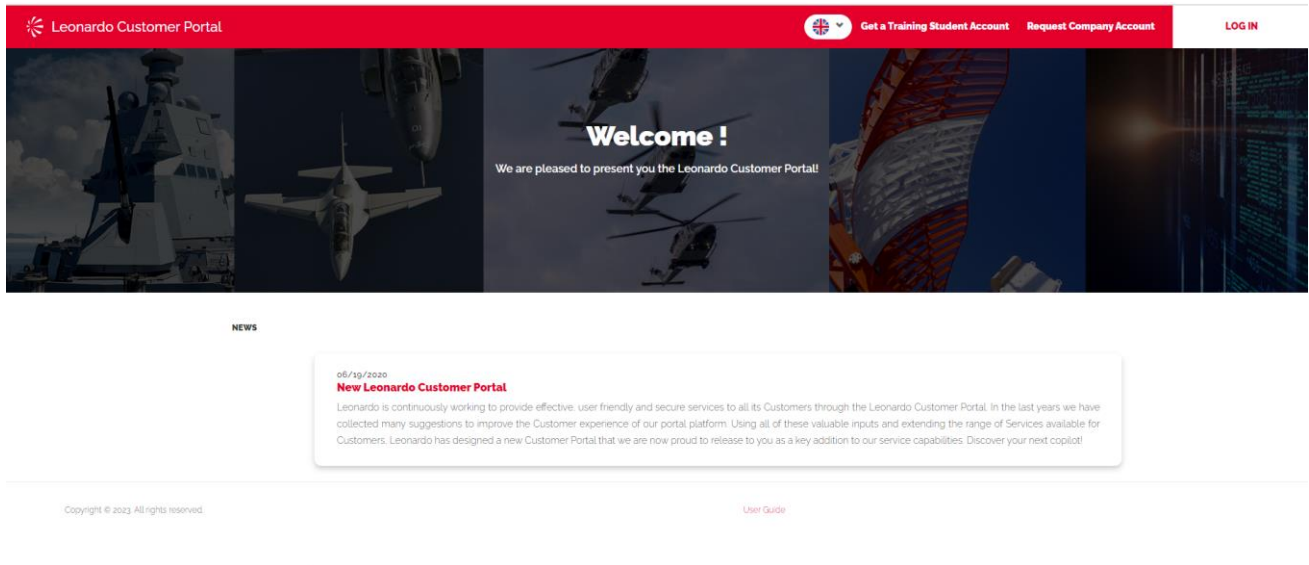 Leonardo Customer Portal
Get a Training Student Account
Request Company Account
LOG IN
Welcome !
We are pleased to present you the Leonardo Customer Portal!
NEWS
06/19/2020
New Leonardo Customer Portal
Leonardo is continuously working to provide effective, user friendly and secure services to all its Customers through the Leonardo Customer Portal. In the last years we have
collected many suggestions to improve the Customer experience of our portal platform. Using all of these valuable inputs and extending the range of Services available for
Customers, Leonardo has designed a new Customer Portal that we are now proud to release to you as a key addition to our service capabilities. Discover your next copilot!
Copyright © 2023. All rights reserved.
User Guide